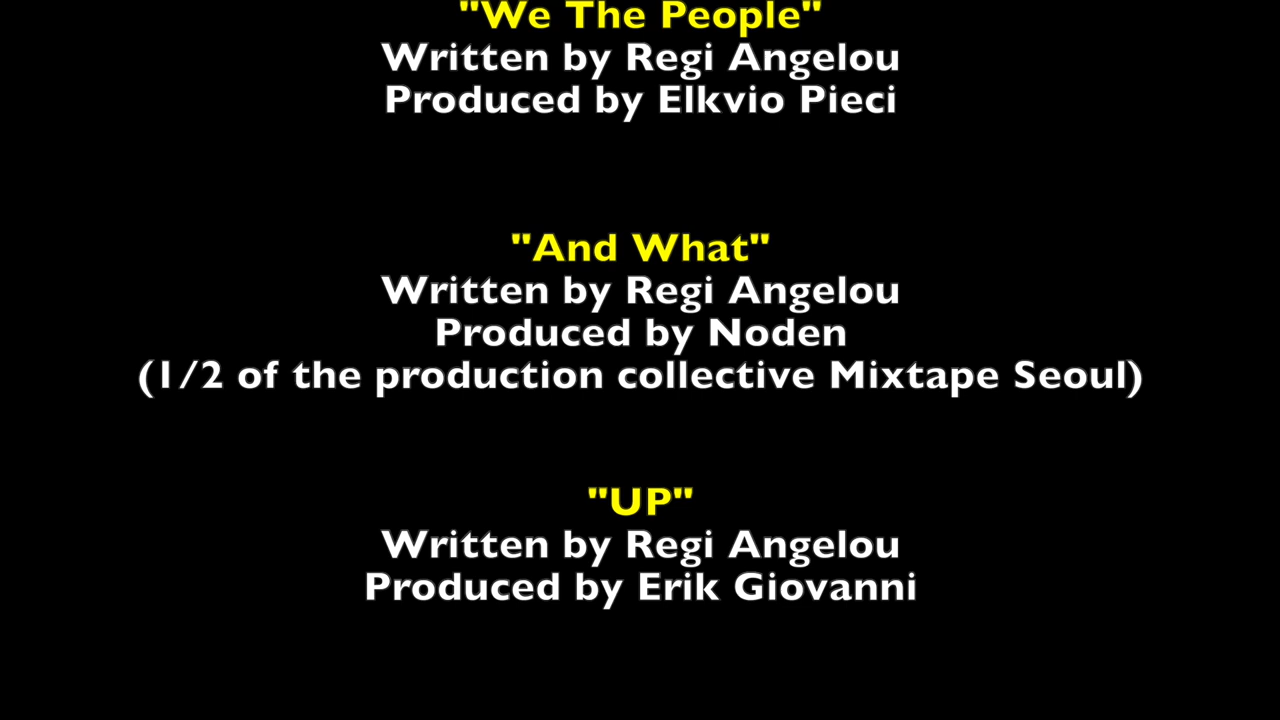 "We The People"
Written by Regi Angelou
Produced by Elkvio Pieci
"And What"
Written by Regi Angelou
Produced by Noden
(1/2 of the production collective Mixtape Seoul)
"UP"
Written by Regi Angelou
Produced by Erik Giovanni